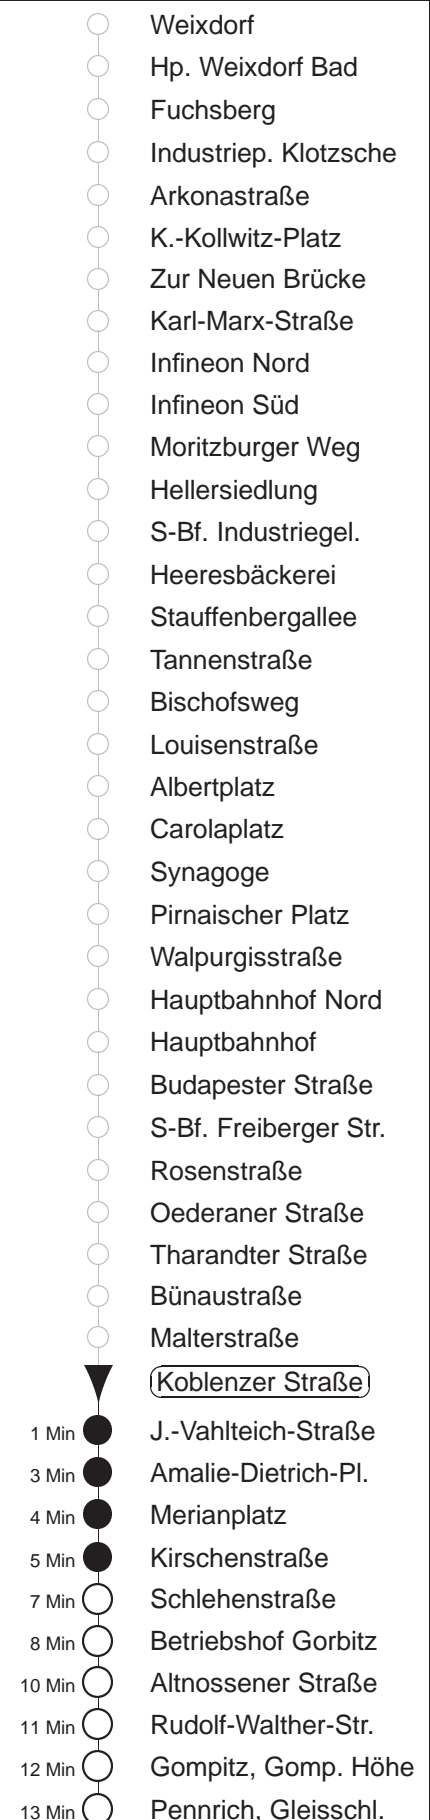 Weixdorf
Hp. Weixdorf Bad
Fuchsberg
Industriep. Klotzsche
Arkonastraße
K.-Kollwitz-Platz
Zur Neuen Brücke
Karl-Marx-Straße
Infineon Nord
Infineon Süd
Moritzburger Weg
Hellersiedlung
S-Bf. Industriegel.
Heeresbäckerei
Stauffenbergallee
Tannenstraße
Bischofsweg
Louisenstraße
Albertplatz
Carolaplatz
Synagoge
Pirnaischer Platz
Walpurgisstraße
Hauptbahnhof Nord
Hauptbahnhof
Budapester Straße
S-Bf. Freiberger Str.
Rosenstraße
Oederaner Straße
Tharandter Straße
Bünaustraße
Malterstraße
Koblenzer Straße
1 Min J.-Vahlteich-Straße
3 Min Amalie-Dietrich-Pl.
4 Min Merianplatz
5 Min Kirschenstraße
7 Min Schlehenstraße
8 Min Betriebshof Gorbitz
10 Min Altnossener Straße
11 Min Rudolf-Walther-Str.
12 Min Gompitz, Gomp. Höhe
13 Min Pennrich, Gleisschl.